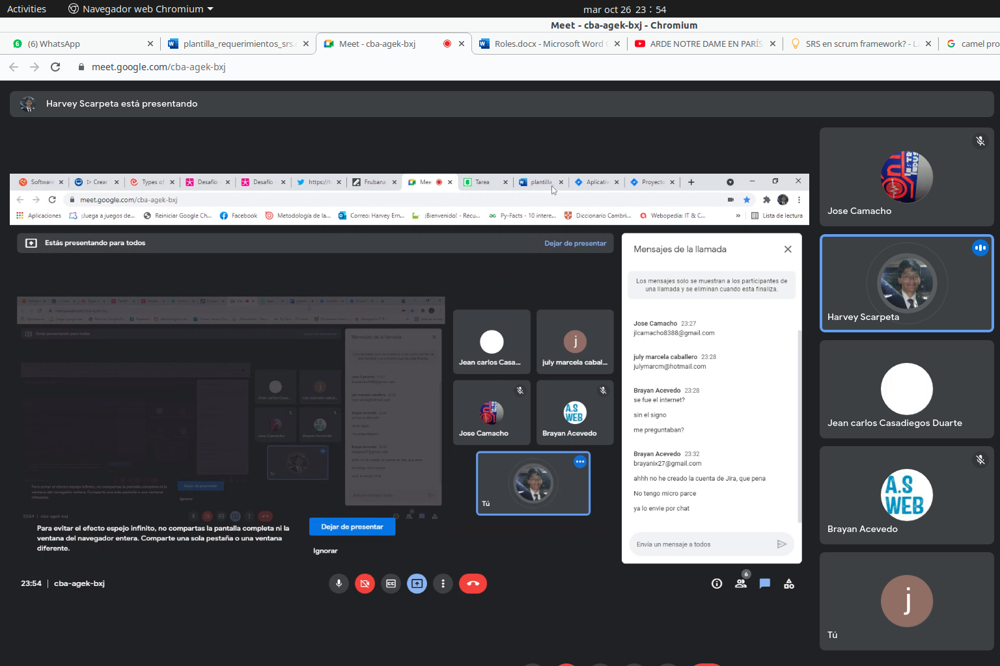 Activities
Navegador web Chromium
mar oct 26 23 : 54
Meet - cba-agek-bxj - Chromium
6
(6) WhatsApp
plantilla_requerimientos_srs.
Meet - cba-agek-bxj
Roles.docx - Microsoft Word
ARDE NOTRE DAME EN PARÍS
SRS en scrum framework? - L
camel pro
meet.google.com/cba-agek-bxj
Harvey Scarpeta está presentando
Software
Crear
Types of
Desafío -
Desafío -
https://t
Frubana
Mee
Tarea
plantilla_
Aplicativ
Proyecto
meet.google.com/cba-agek-bxj
Aplicaciones
¡Juega a juegos de...
Reiniciar Google Ch...
Facebook
Metodología de la...
Correo: Harvey Ern...
¡Bienvenido! - Recu...
Py-Facts - 10 intere...
Diccionario Cambri...
Webopedia: IT & C...
»
Lista de lectura
Estás presentando para todos
Dejar de presentar
Mensajes de la llamada
Los mensajes solo se muestran a los participantes de
una llamada y se eliminan cuando esta finaliza.
Jose Camacho 23:27
jlcamacho8388@gmail.com
july marcela caballero 23:28
julymarcm@hotmail.com
Brayan Acevedo 23:28
se fue el internet?
sin el signo
me preguntaban?
Brayan Acevedo 23:32
brayanix27@gmail.com
ahhh no he creado la cuenta de Jira, que pena
No tengo micro parce
ya lo envie por chat
Envía un mensaje a todos
Jean carlos Casa...
j
july marcela cabal...
Jose Camacho
A.S
WEB
Brayan Acevedo
Tú
Para evitar el efecto espejo infinito, no compartas la pantalla completa ni la
ventana del navegador entera. Comparte una sola pestaña o una ventana
diferente.
Dejar de presentar
Ignorar
23:54 | cba-agek-bxj
6
Jose Camacho
Harvey Scarpeta
Jean carlos Casadiegos Duarte
A.S
WEB
Brayan Acevedo
j
Tú